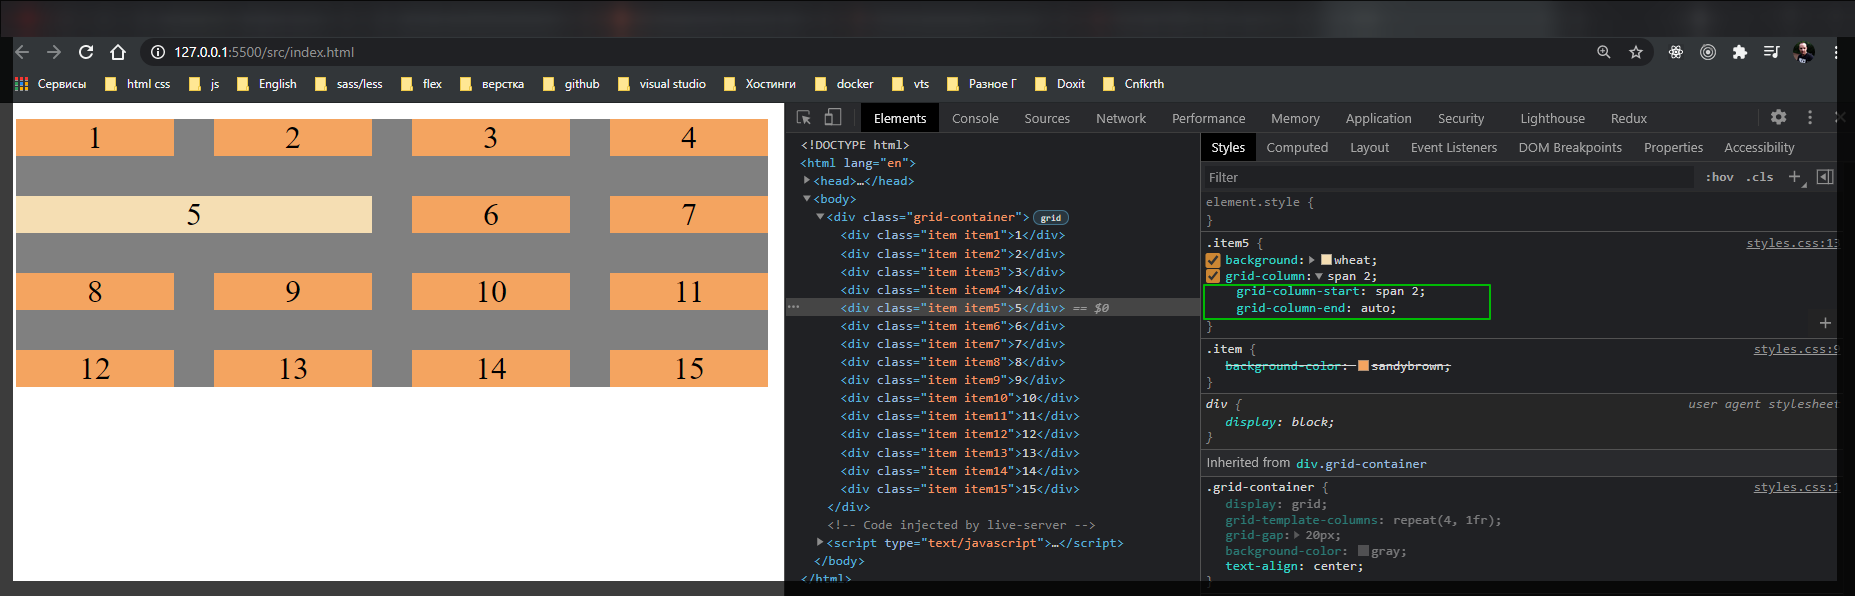 127.0.0.1:5500/src/index.html
Сервисы html css js English sass/less flex верстка github visual studio Хостинги docker vts Разное Г Doxit Cnfkrth
1 2 3 4
5 6 7
8 9 10 11
12 13 14 15
Elements Console Sources Network Performance Memory Application Security Lighthouse Redux
<!DOCTYPE html>
<html lang="en">
<head>…</head>
<body>
<div class="grid-container"> grid
<div class="item item1">1</div>
<div class="item item2">2</div>
<div class="item item3">3</div>
<div class="item item4">4</div>
<div class="item item5">5</div> == $0
<div class="item item6">6</div>
<div class="item item7">7</div>
<div class="item item8">8</div>
<div class="item item9">9</div>
<div class="item item10">10</div>
<div class="item item11">11</div>
<div class="item item12">12</div>
<div class="item item13">13</div>
<div class="item item14">14</div>
<div class="item item15">15</div>
</div>
<!-- Code injected by live-server -->
<script type="text/javascript">…</script>
</body>
</html>
Styles Computed Layout Event Listeners DOM Breakpoints Properties Accessibility
Filter :hov .cls +
element.style {
}
.item5 { styles.css:13
background: wheat;
grid-column: span 2;
grid-column-start: span 2;
grid-column-end: auto;
}
.item { styles.css:9
background-color: sandybrown;
}
div { user agent stylesheet
display: block;
}
Inherited from div.grid-container
.grid-container { styles.css:1
display: grid;
grid-template-columns: repeat(4, 1fr);
grid-gap: 20px;
background-color: gray;
text-align: center;
}